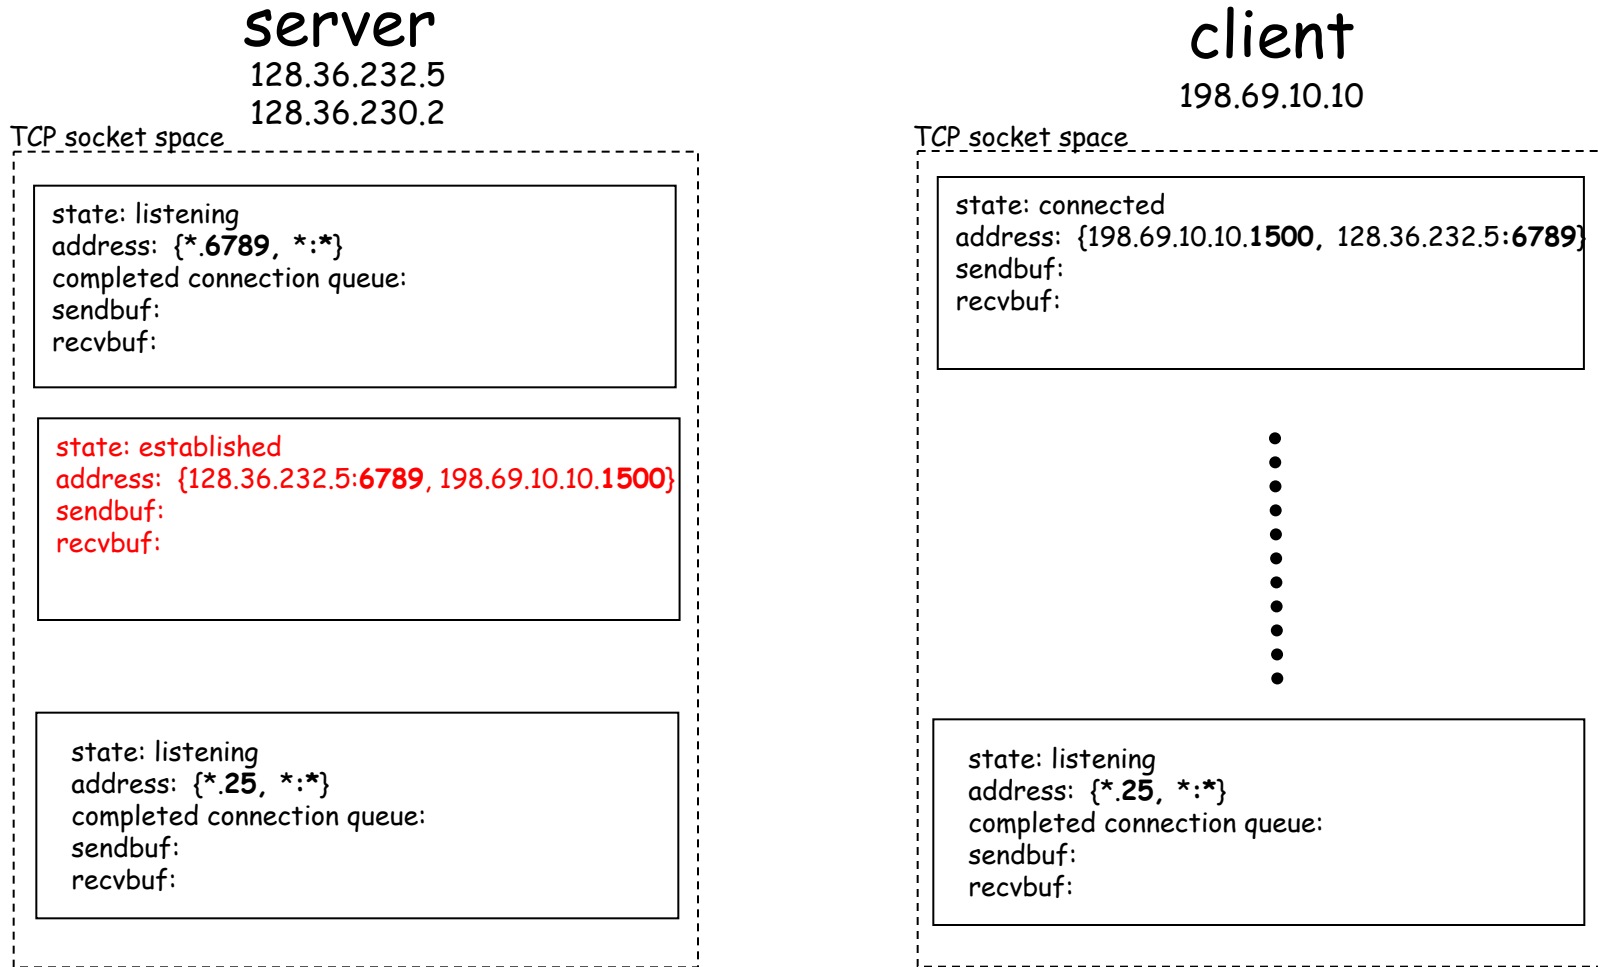 server
128.36.232.5
128.36.230.2
TCP socket space
state: listening
address: {*.6789, *:*}
completed connection queue:
sendbuf:
recvbuf:
state: established
address: {128.36.232.5:6789, 198.69.10.10.1500}
sendbuf:
recvbuf:
state: listening
address: {*.25, *:*}
completed connection queue:
sendbuf:
recvbuf:
client
198.69.10.10
TCP socket space
state: connected
address: {198.69.10.10.1500, 128.36.232.5:6789}
sendbuf:
recvbuf:
state: listening
address: {*.25, *:*}
completed connection queue:
sendbuf:
recvbuf: